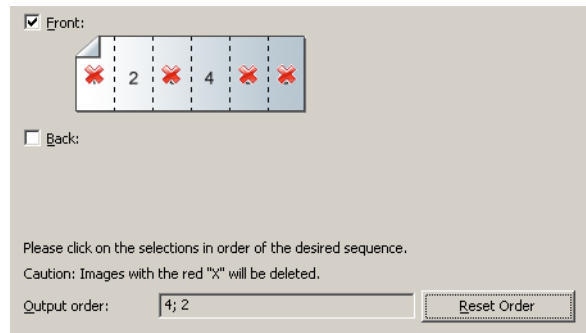 Front:
2 4
Back:
Please click on the selections in order of the desired sequence.
Caution: Images with the red "X" will be deleted.
Output order: 4; 2 Reset Order